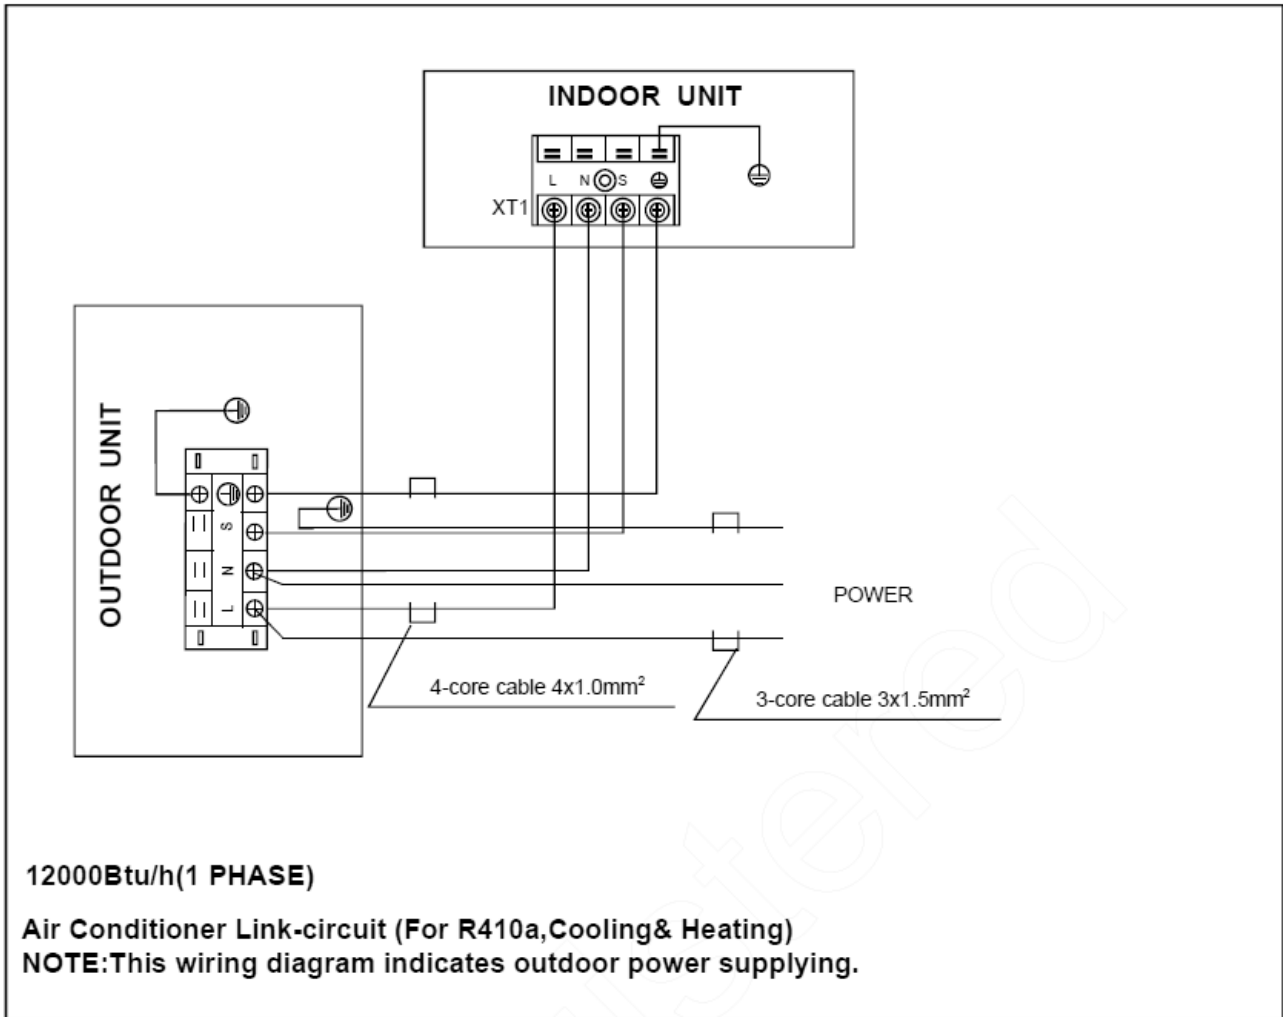 INDOOR UNIT
L N S
XT1
OUTDOOR UNIT
S
N
L
POWER
4-core cable 4x1.0mm²
3-core cable 3x1.5mm²
12000Btu/h(1 PHASE)
Air Conditioner Link-circuit (For R410a,Cooling& Heating)
NOTE:This wiring diagram indicates outdoor power supplying.